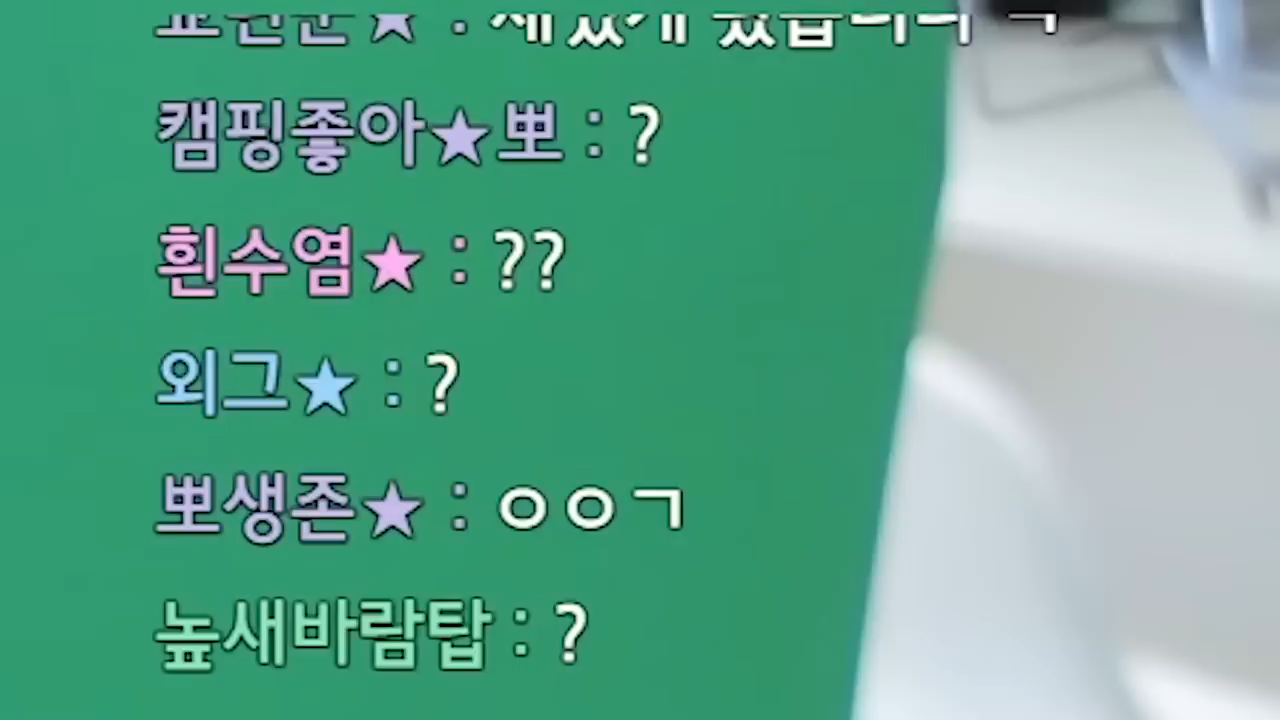 캠핑좋아★뽀 : ?
흰수염★ : ??
외그★ : ?
뽀생존★ : ㅇㅇㄱ
높새바람탑 : ?